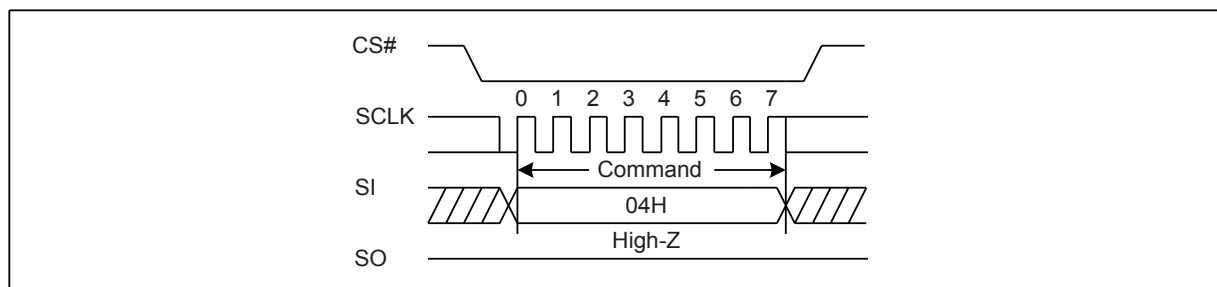 CS#
0 1 2 3 4 5 6 7
SCLK
Command
SI
04H
High-Z
SO